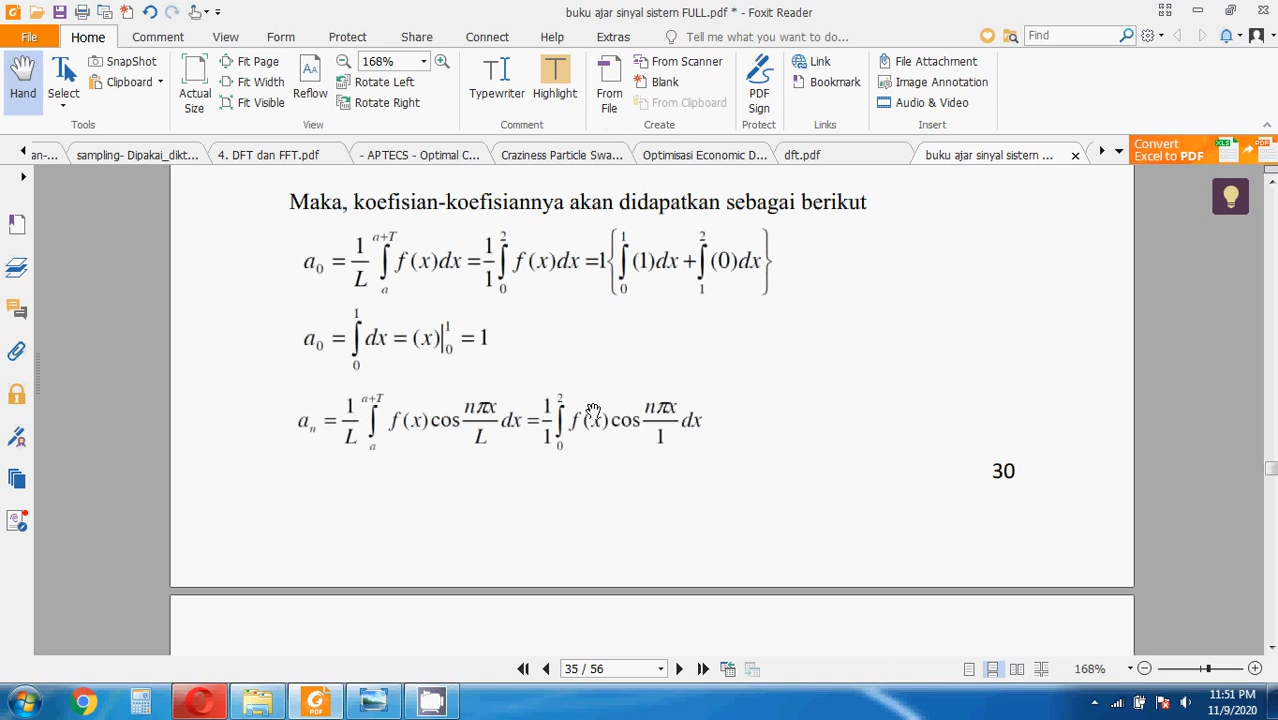 buku ajar sinyal sistem FULL.pdf * - Foxit Reader
File Home Comment View Form Protect Share Connect Help Extras Tell me what you want to do... Find
Hand
Select
SnapShot
Clipboard
Tools
Actual Size
Fit Page
Fit Width
Fit Visible
Reflow
168%
Rotate Left
Rotate Right
View
Typewriter
Highlight
Comment
From File
From Scanner
Blank
From Clipboard
Create
PDF Sign
Protect
Link
Bookmark
Links
File Attachment
Image Annotation
Audio & Video
Insert
an-... sampling- Dipakai_dikt... 4. DFT dan FFT.pdf - APTECS - Optimal C... Craziness Particle Swa... Optimisasi Economic D... dft.pdf buku ajar sinyal sistem ...
Convert Excel to PDF
Maka, koefisian-koefisiannya akan didapatkan sebagai berikut
a₀ = 1/L ∫ₐᵃ⁺ᵀ f(x)dx = 1/1 ∫₀² f(x)dx = 1{∫₀¹ (1)dx + ∫₁² (0)dx}
a₀ = ∫₀¹ dx = (x)|₀¹ = 1
aₙ = 1/L ∫ₐᵃ⁺ᵀ f(x) cos nπx/L dx = 1/1 ∫₀² f(x) cos nπx/1 dx
30
35 / 56
168%
PDF
11:51 PM
11/9/2020